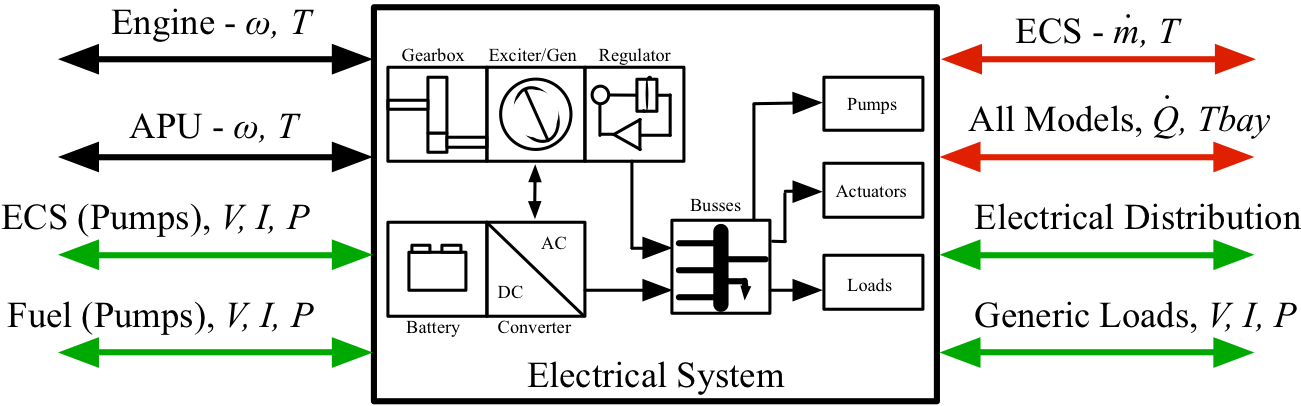 Engine - ω, T
APU - ω, T
ECS (Pumps), V, I, P
Fuel (Pumps), V, I, P
Gearbox
Exciter/Gen
Regulator
Battery
AC
DC
Converter
Busses
Pumps
Actuators
Loads
Electrical System
ECS - ṁ, T
All Models, Q̇, Tbay
Electrical Distribution
Generic Loads, V, I, P